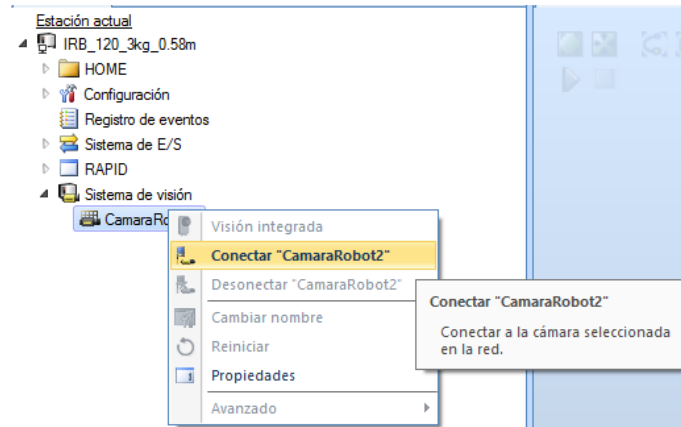 Estación actual
IRB_120_3kg_0.58m
HOME
Configuración
Registro de eventos
Sistema de E/S
RAPID
Sistema de visión
CamaraRo
Visión integrada
Conectar "CamaraRobot2"
Desonectar "CamaraRobot2"
Cambiar nombre
Reiniciar
Propiedades
Avanzado
Conectar "CamaraRobot2"
Conectar a la cámara seleccionada
en la red.